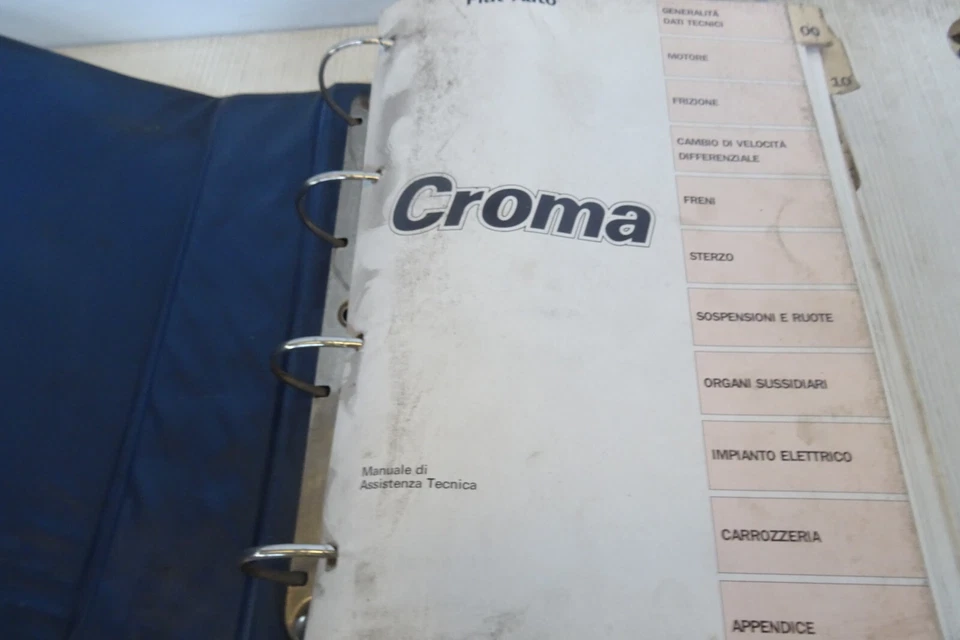 Fiat Auto
Croma
Manuale di
Assistenza Tecnica
GENERALITÀ
DATI TECNICI
MOTORE
FRIZIONE
CAMBIO DI VELOCITÀ
DIFFERENZIALE
FRENI
STERZO
SOSPENSIONI E RUOTE
ORGANI SUSSIDIARI
IMPIANTO ELETTRICO
CARROZZERIA
APPENDICE
00
10